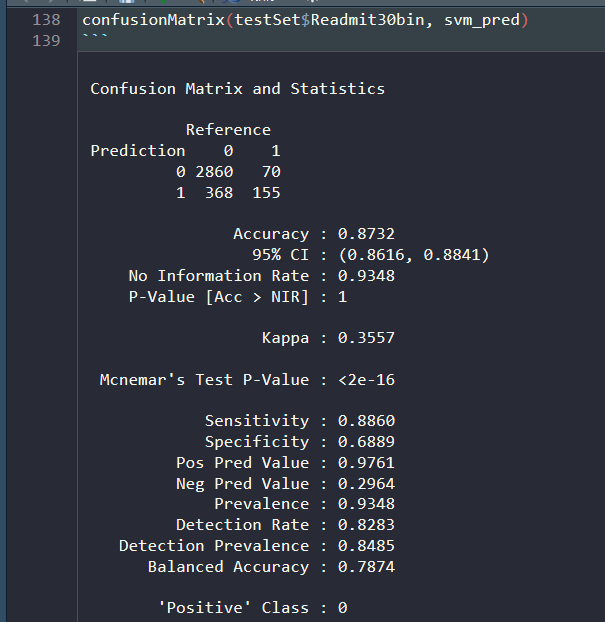 138 confusionMatrix(testSet$Readmit30bin, svm_pred)
139 ```
Confusion Matrix and Statistics
Reference
Prediction 0 1
0 2860 70
1 368 155
Accuracy : 0.8732
95% CI : (0.8616, 0.8841)
No Information Rate : 0.9348
P-Value [Acc > NIR] : 1
Kappa : 0.3557
Mcnemar's Test P-Value : <2e-16
Sensitivity : 0.8860
Specificity : 0.6889
Pos Pred Value : 0.9761
Neg Pred Value : 0.2964
Prevalence : 0.9348
Detection Rate : 0.8283
Detection Prevalence : 0.8485
Balanced Accuracy : 0.7874
'Positive' Class : 0